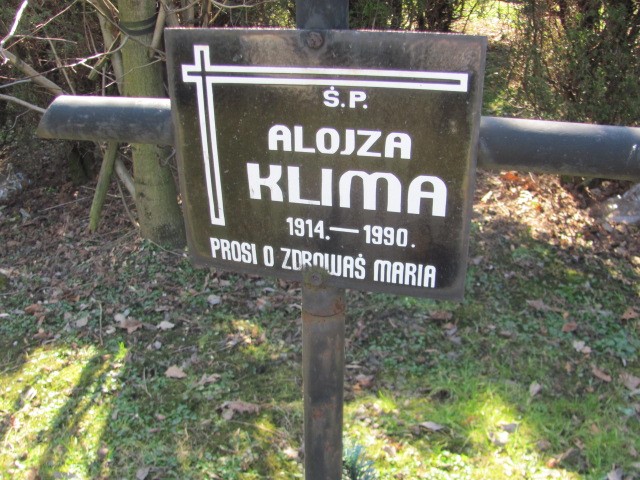 Ś.P.
ALOJZA
KLIMA
1914.—1990.
PROSI O ZDROWAŚ MARIA